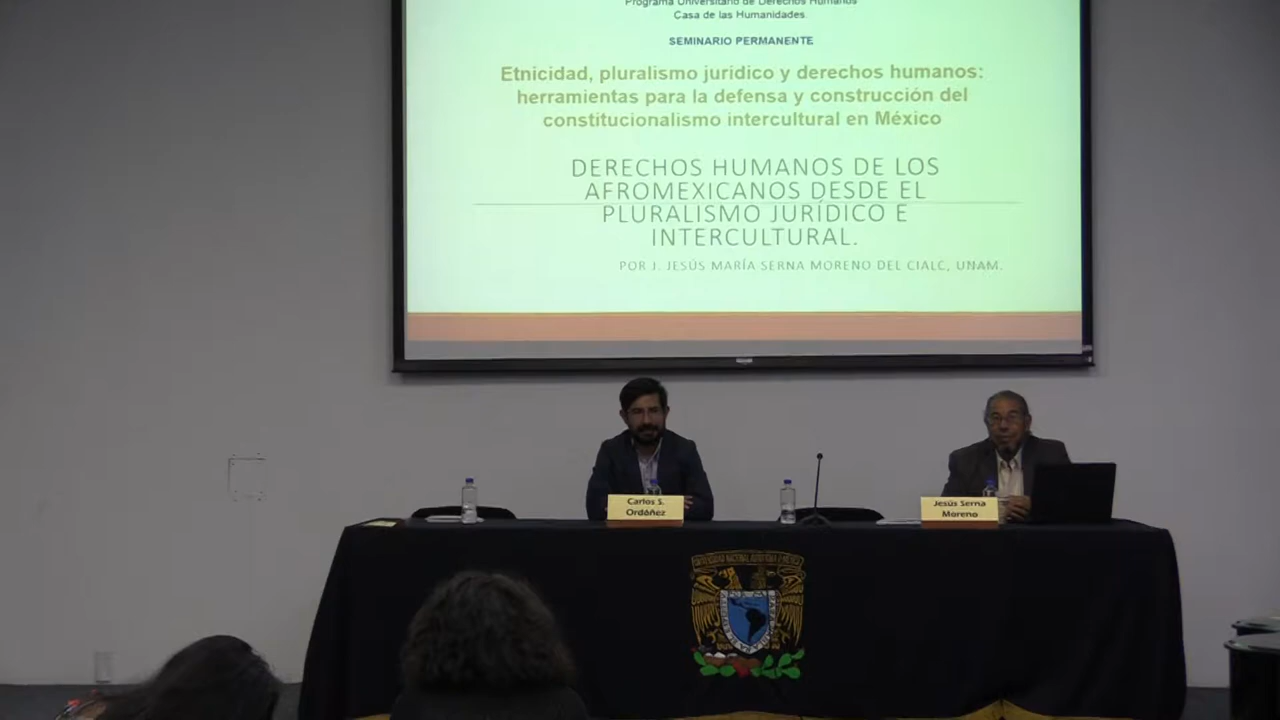 Programa Universitario de Derechos Humanos
Casa de las Humanidades
SEMINARIO PERMANENTE
Etnicidad, pluralismo jurídico y derechos humanos:
herramientas para la defensa y construcción del
constitucionalismo intercultural en México
DERECHOS HUMANOS DE LOS
AFROMEXICANOS DESDE EL
PLURALISMO JURÍDICO E
INTERCULTURAL.
POR J. JESÚS MARÍA SERNA MORENO DEL CIALC, UNAM.
Carlos S.
Ordóñez
Jesús Serna
Moreno